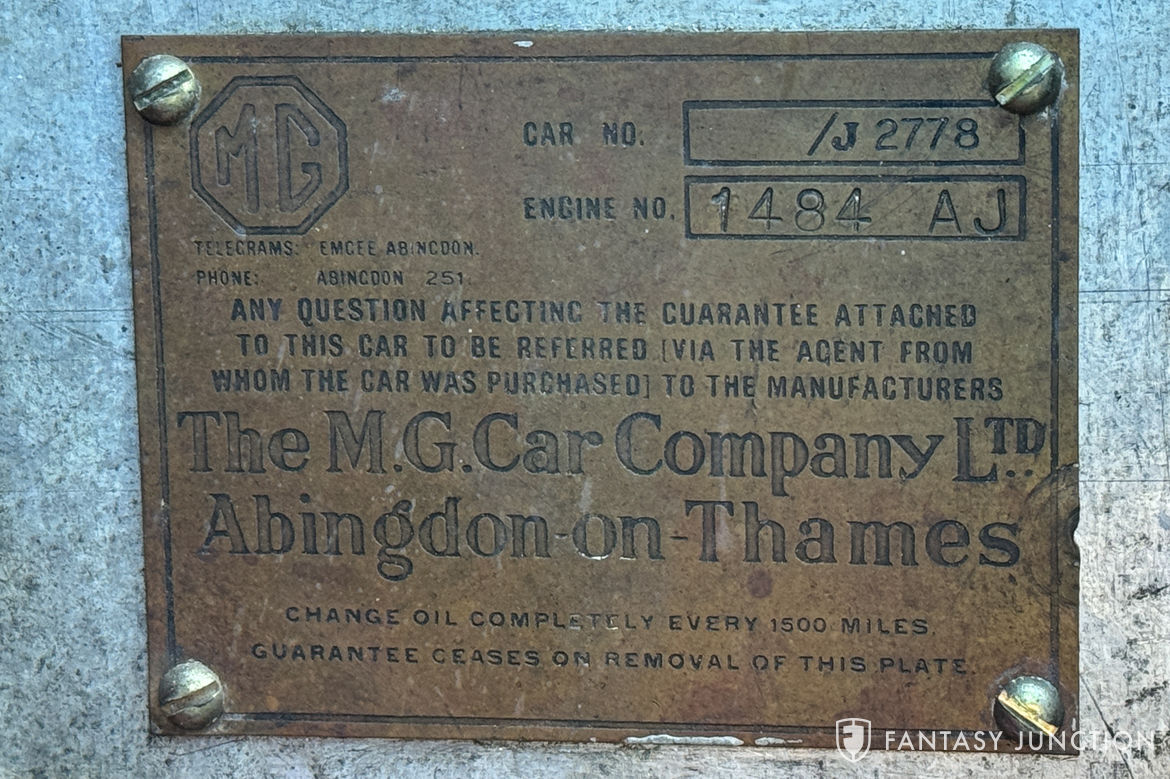 MG
CAR NO. /J 2778
ENGINE NO. 1484 AJ
TELEGRAMS: EMCEE ABINGDON.
PHONE: ABINGDON 251.
ANY QUESTION AFFECTING THE GUARANTEE ATTACHED
TO THIS CAR TO BE REFERRED [VIA THE AGENT FROM
WHOM THE CAR WAS PURCHASED] TO THE MANUFACTURERS
The M.G. Car Company LTD.
Abingdon-on-Thames
CHANGE OIL COMPLETELY EVERY 1500 MILES.
GUARANTEE CEASES ON REMOVAL OF THIS PLATE.
FANTASY JUNCTION